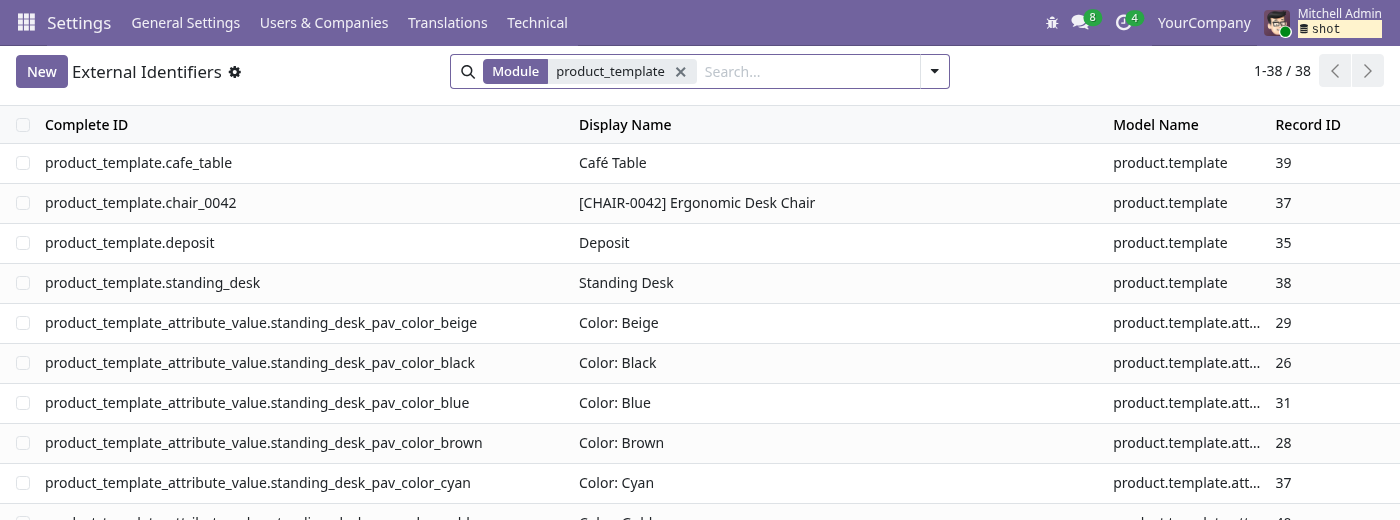 Settings General Settings Users & Companies Translations Technical 8 4 YourCompany Mitchell Admin
shot
New External Identifiers Module product_template Search... 1-38 / 38
Complete ID Display Name Model Name Record ID
product_template.cafe_table Café Table product.template 39
product_template.chair_0042 [CHAIR-0042] Ergonomic Desk Chair product.template 37
product_template.deposit Deposit product.template 35
product_template.standing_desk Standing Desk product.template 38
product_template_attribute_value.standing_desk_pav_color_beige Color: Beige product.template.att... 29
product_template_attribute_value.standing_desk_pav_color_black Color: Black product.template.att... 26
product_template_attribute_value.standing_desk_pav_color_blue Color: Blue product.template.att... 31
product_template_attribute_value.standing_desk_pav_color_brown Color: Brown product.template.att... 28
product_template_attribute_value.standing_desk_pav_color_cyan Color: Cyan product.template.att... 37